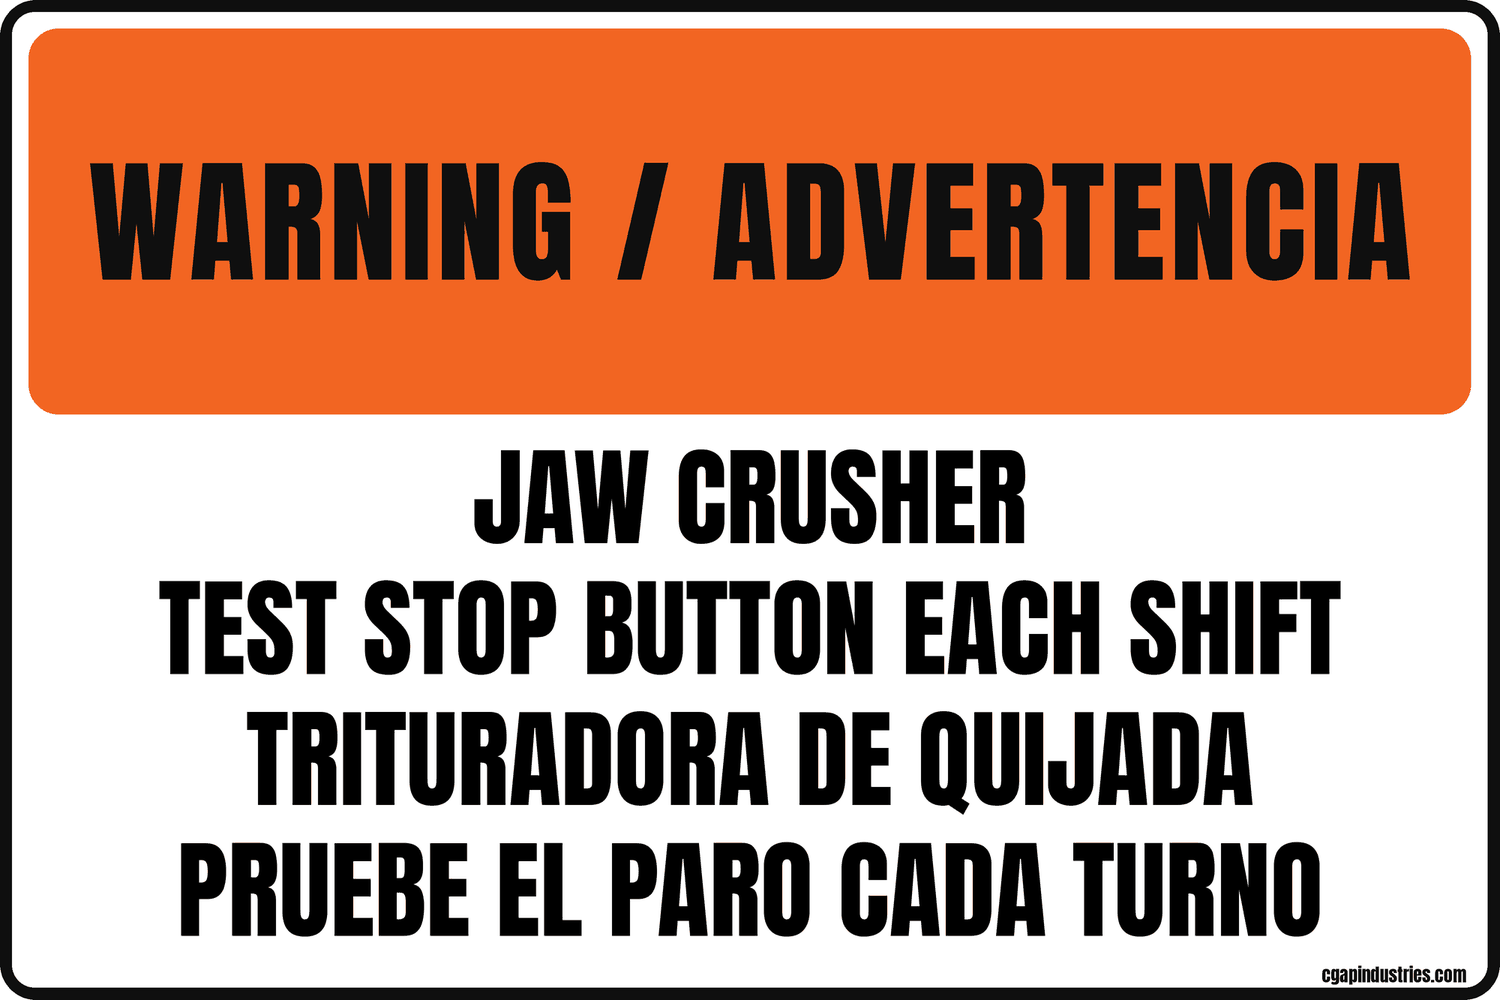 WARNING / ADVERTENCIA
JAW CRUSHER
TEST STOP BUTTON EACH SHIFT
TRITURADORA DE QUIJADA
PRUEBE EL PARO CADA TURNO
cgapindustries.com